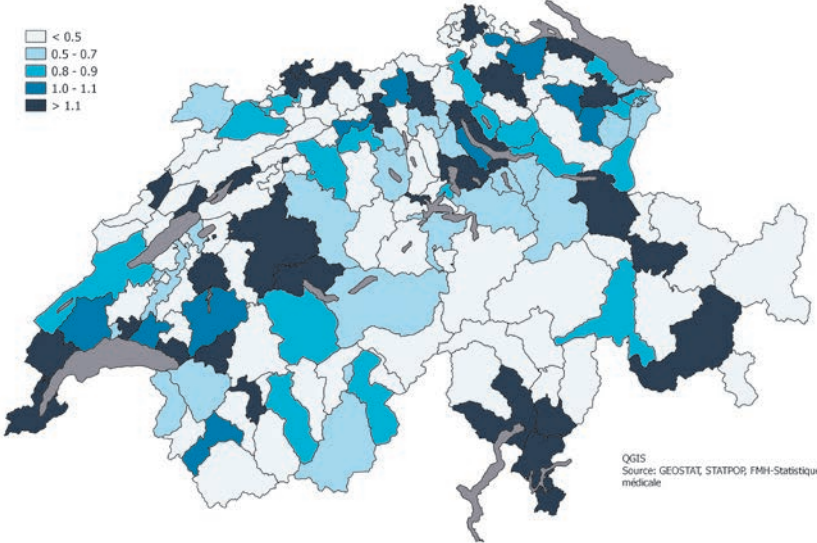 < 0.5
0.5 - 0.7
0.8 - 0.9
1.0 - 1.1
> 1.1
QGIS
Source: GEOSTAT, STATPOP, FMH-Statistique
médicale